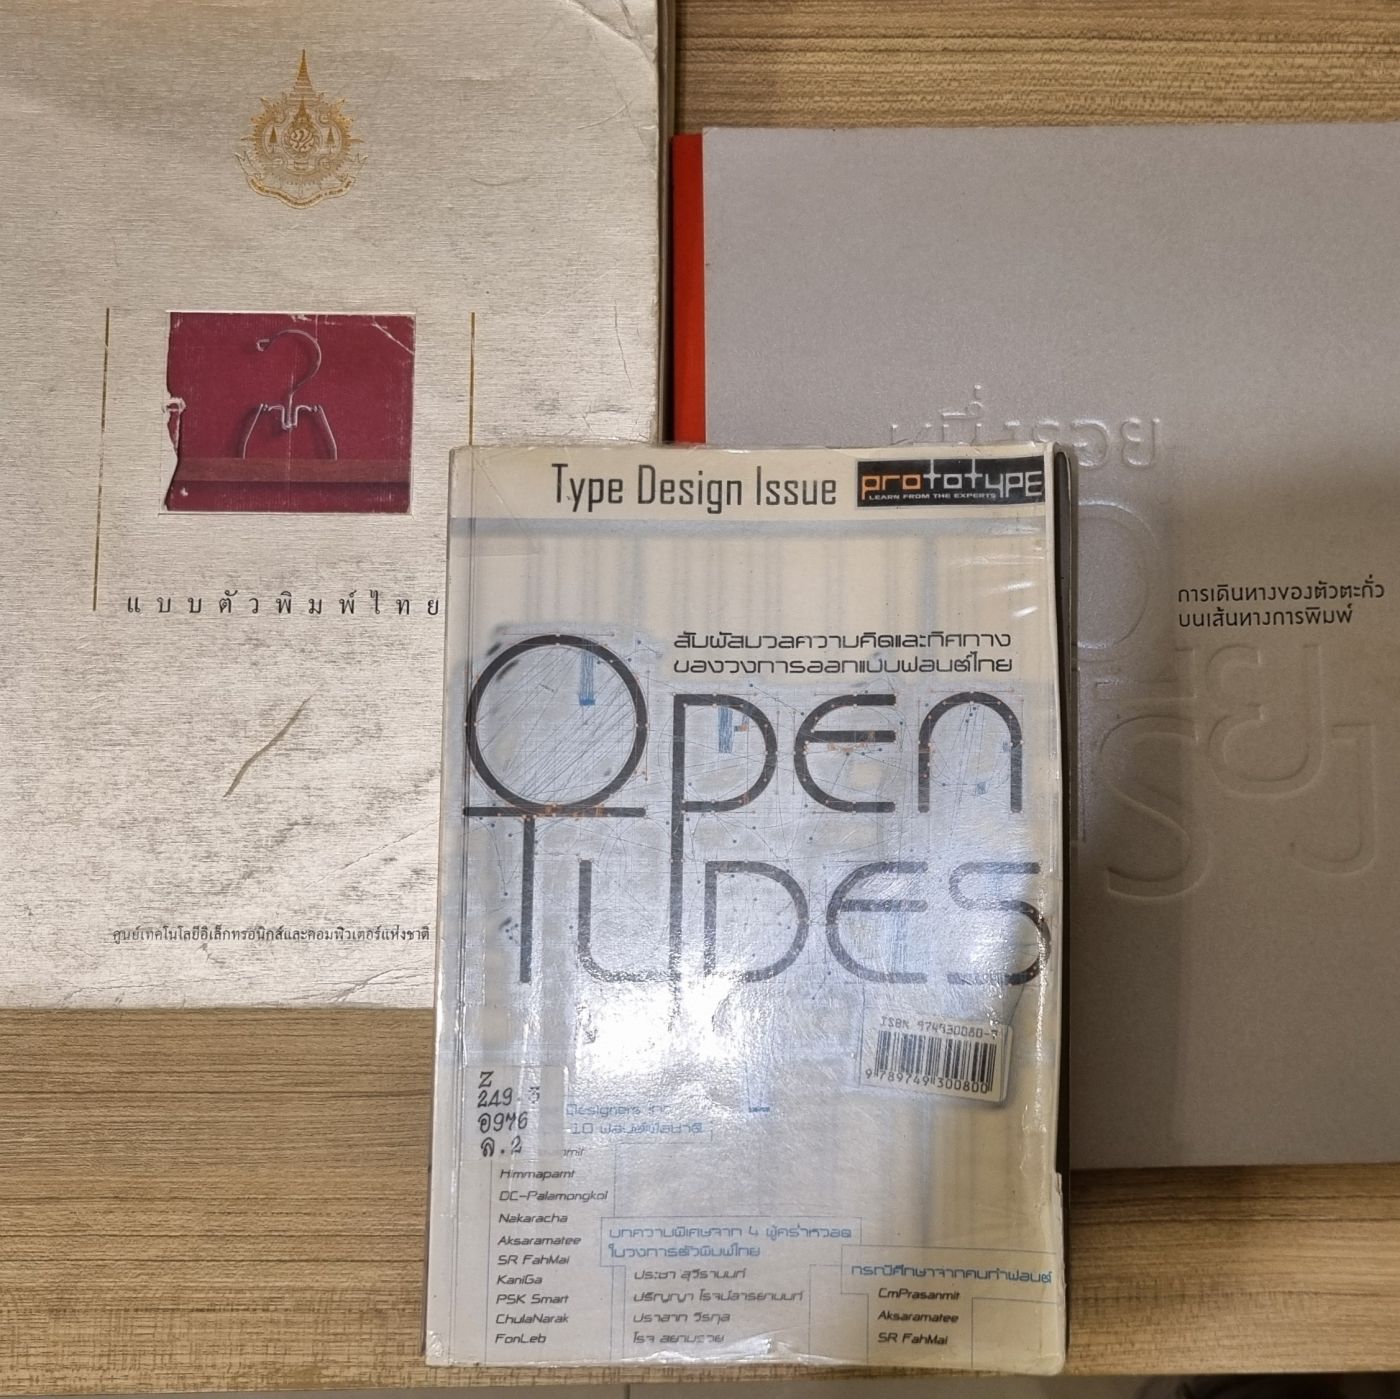 แบบตัวพิมพ์ไทย
ศูนย์เทคโนโลยีอิเล็กทรอนิกส์และคอมพิวเตอร์แห่งชาติ
การเดินทางของตัวตะกั่ว
บนเส้นทางการพิมพ์
Type Design Issue
prototYPE
LEARN FROM THE EXPERTS
สัมผัสมวลความคิดและทิศทาง
ของวงการออกแบบฟอนต์ไทย
Open
Types
ISBN 974930080-7
9 789749 300800
Z
249
อ976
ล.2
Designers
10 ฟอนต์เพื่อชาติ
Himmaparnt
DC-Palamongkol
Nakaracha
Aksaramatee
SR FahMai
KaniGa
PSK Smart
ChulaNarak
FonLeb
บทความพิเศษจาก 4 ผู้คร่ำหวอด
ในวงการตัวพิมพ์ไทย
ประชา สุวีรานนท์
ปริญญา โรจน์อารยานนท์
ปราสาท วีรกุล
โรจ สยามรวย
กรณีศึกษาจากคนทำฟอนต์
CmPrasanmit
Aksaramatee
SR FahMai